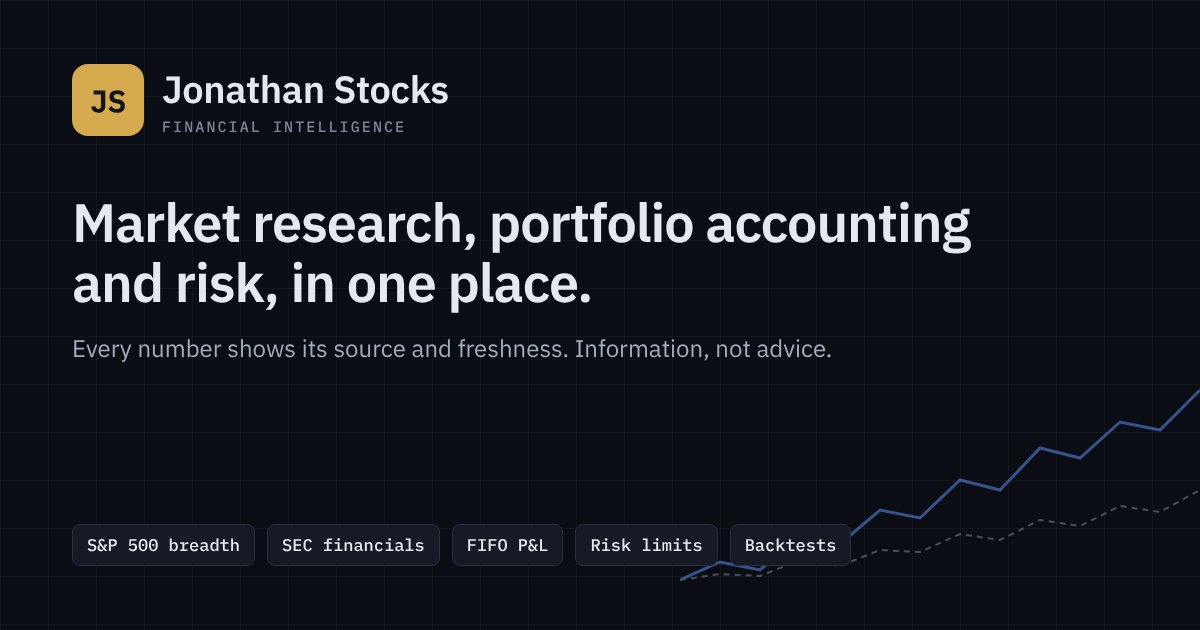 JS
Jonathan Stocks
FINANCIAL INTELLIGENCE
Market research, portfolio accounting
and risk, in one place.
Every number shows its source and freshness. Information, not advice.
S&P 500 breadth
SEC financials
FIFO P&L
Risk limits
Backtests